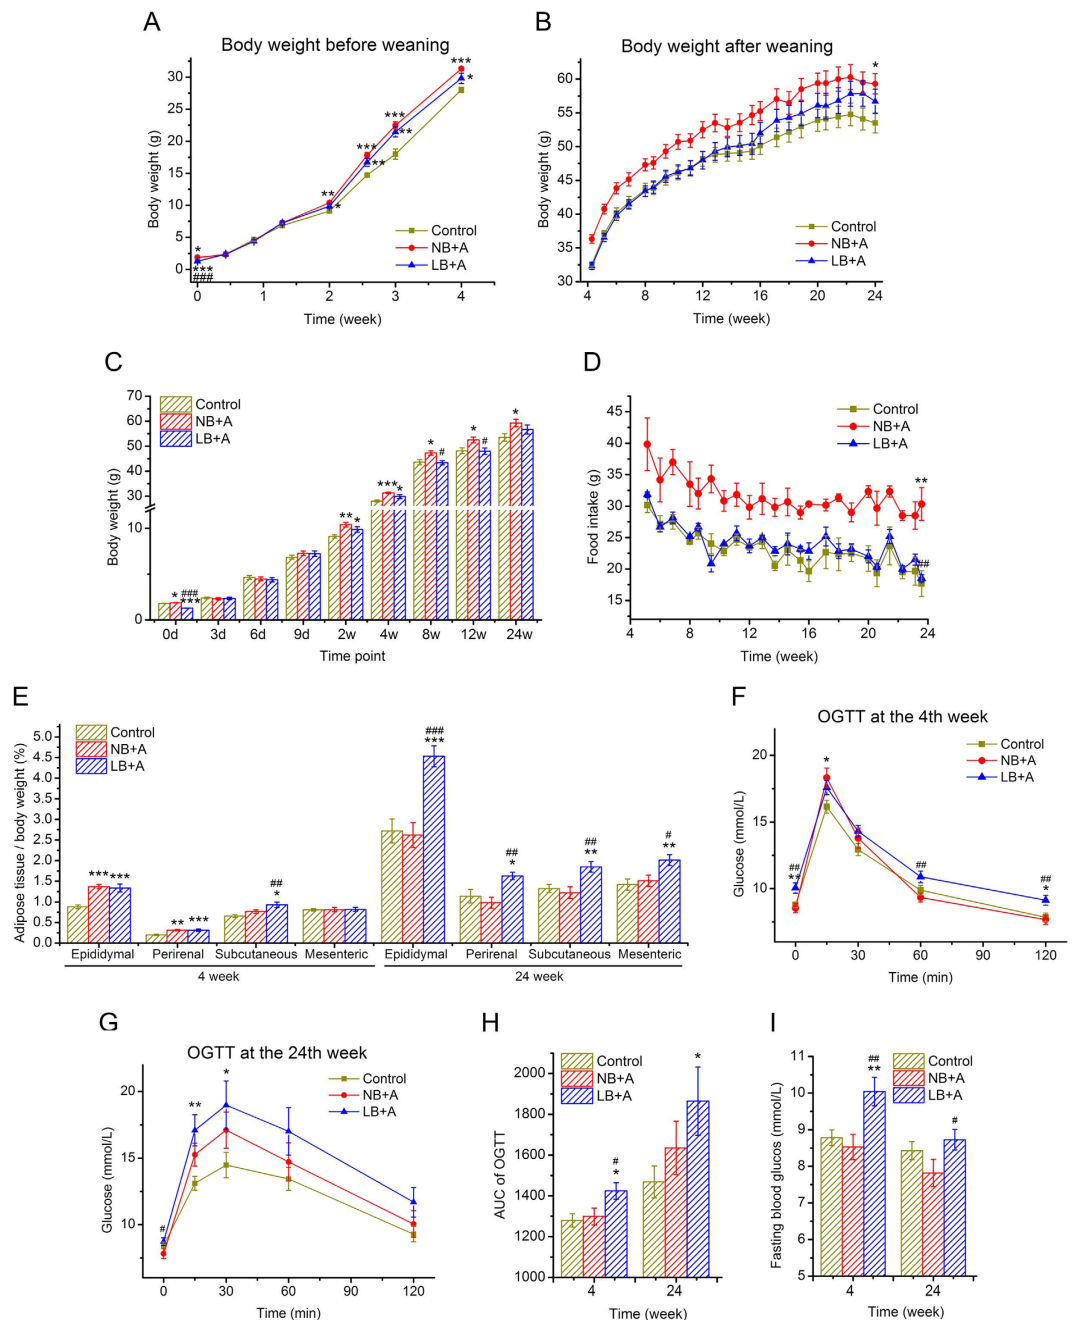 A
Body weight before weaning
30
25
20
15
10
5
0
Body weight (g)
***
*
***
**
***
**
**
*
*
***
###
Control
NB+A
LB+A
0 1 2 3 4
Time (week)
B
Body weight after weaning
60
55
50
45
40
35
30
Body weight (g)
*
Control
NB+A
LB+A
4 8 12 16 20 24
Time (week)
C
70
60
50
40
30
10
0
Body weight (g)
Control
NB+A
LB+A
* ### ***
** *
*** *
* #
* #
*
0d 3d 6d 9d 2w 4w 8w 12w 24w
Time point
D
45
40
35
30
25
20
15
Food intake (g)
Control
NB+A
LB+A
**
##
4 8 12 16 20 24
Time (week)
E
5.0
4.5
4.0
3.5
3.0
2.5
2.0
1.5
1.0
0.5
0.0
Adipose tissue / body weight (%)
Control
NB+A
LB+A
*** ***
** ***
##
*
###
***
##
*
##
**
#
**
Epididymal Perirenal Subcutaneous Mesenteric Epididymal Perirenal Subcutaneous Mesenteric
4 week 24 week
F
OGTT at the 4th week
20
15
10
Glucose (mmol/L)
Control
NB+A
LB+A
##
**
*
##
##
*
0 30 60 90 120
Time (min)
G
OGTT at the 24th week
20
15
10
Glucose (mmol/L)
Control
NB+A
LB+A
#
**
*
0 30 60 90 120
Time (min)
H
2000
1800
1600
1400
1200
1000
AUC of OGTT
Control
NB+A
LB+A
#
*
*
4 24
Time (week)
I
11
10
9
8
7
6
5
Fasting blood glucos (mmol/L)
Control
NB+A
LB+A
##
**
#
4 24
Time (week)